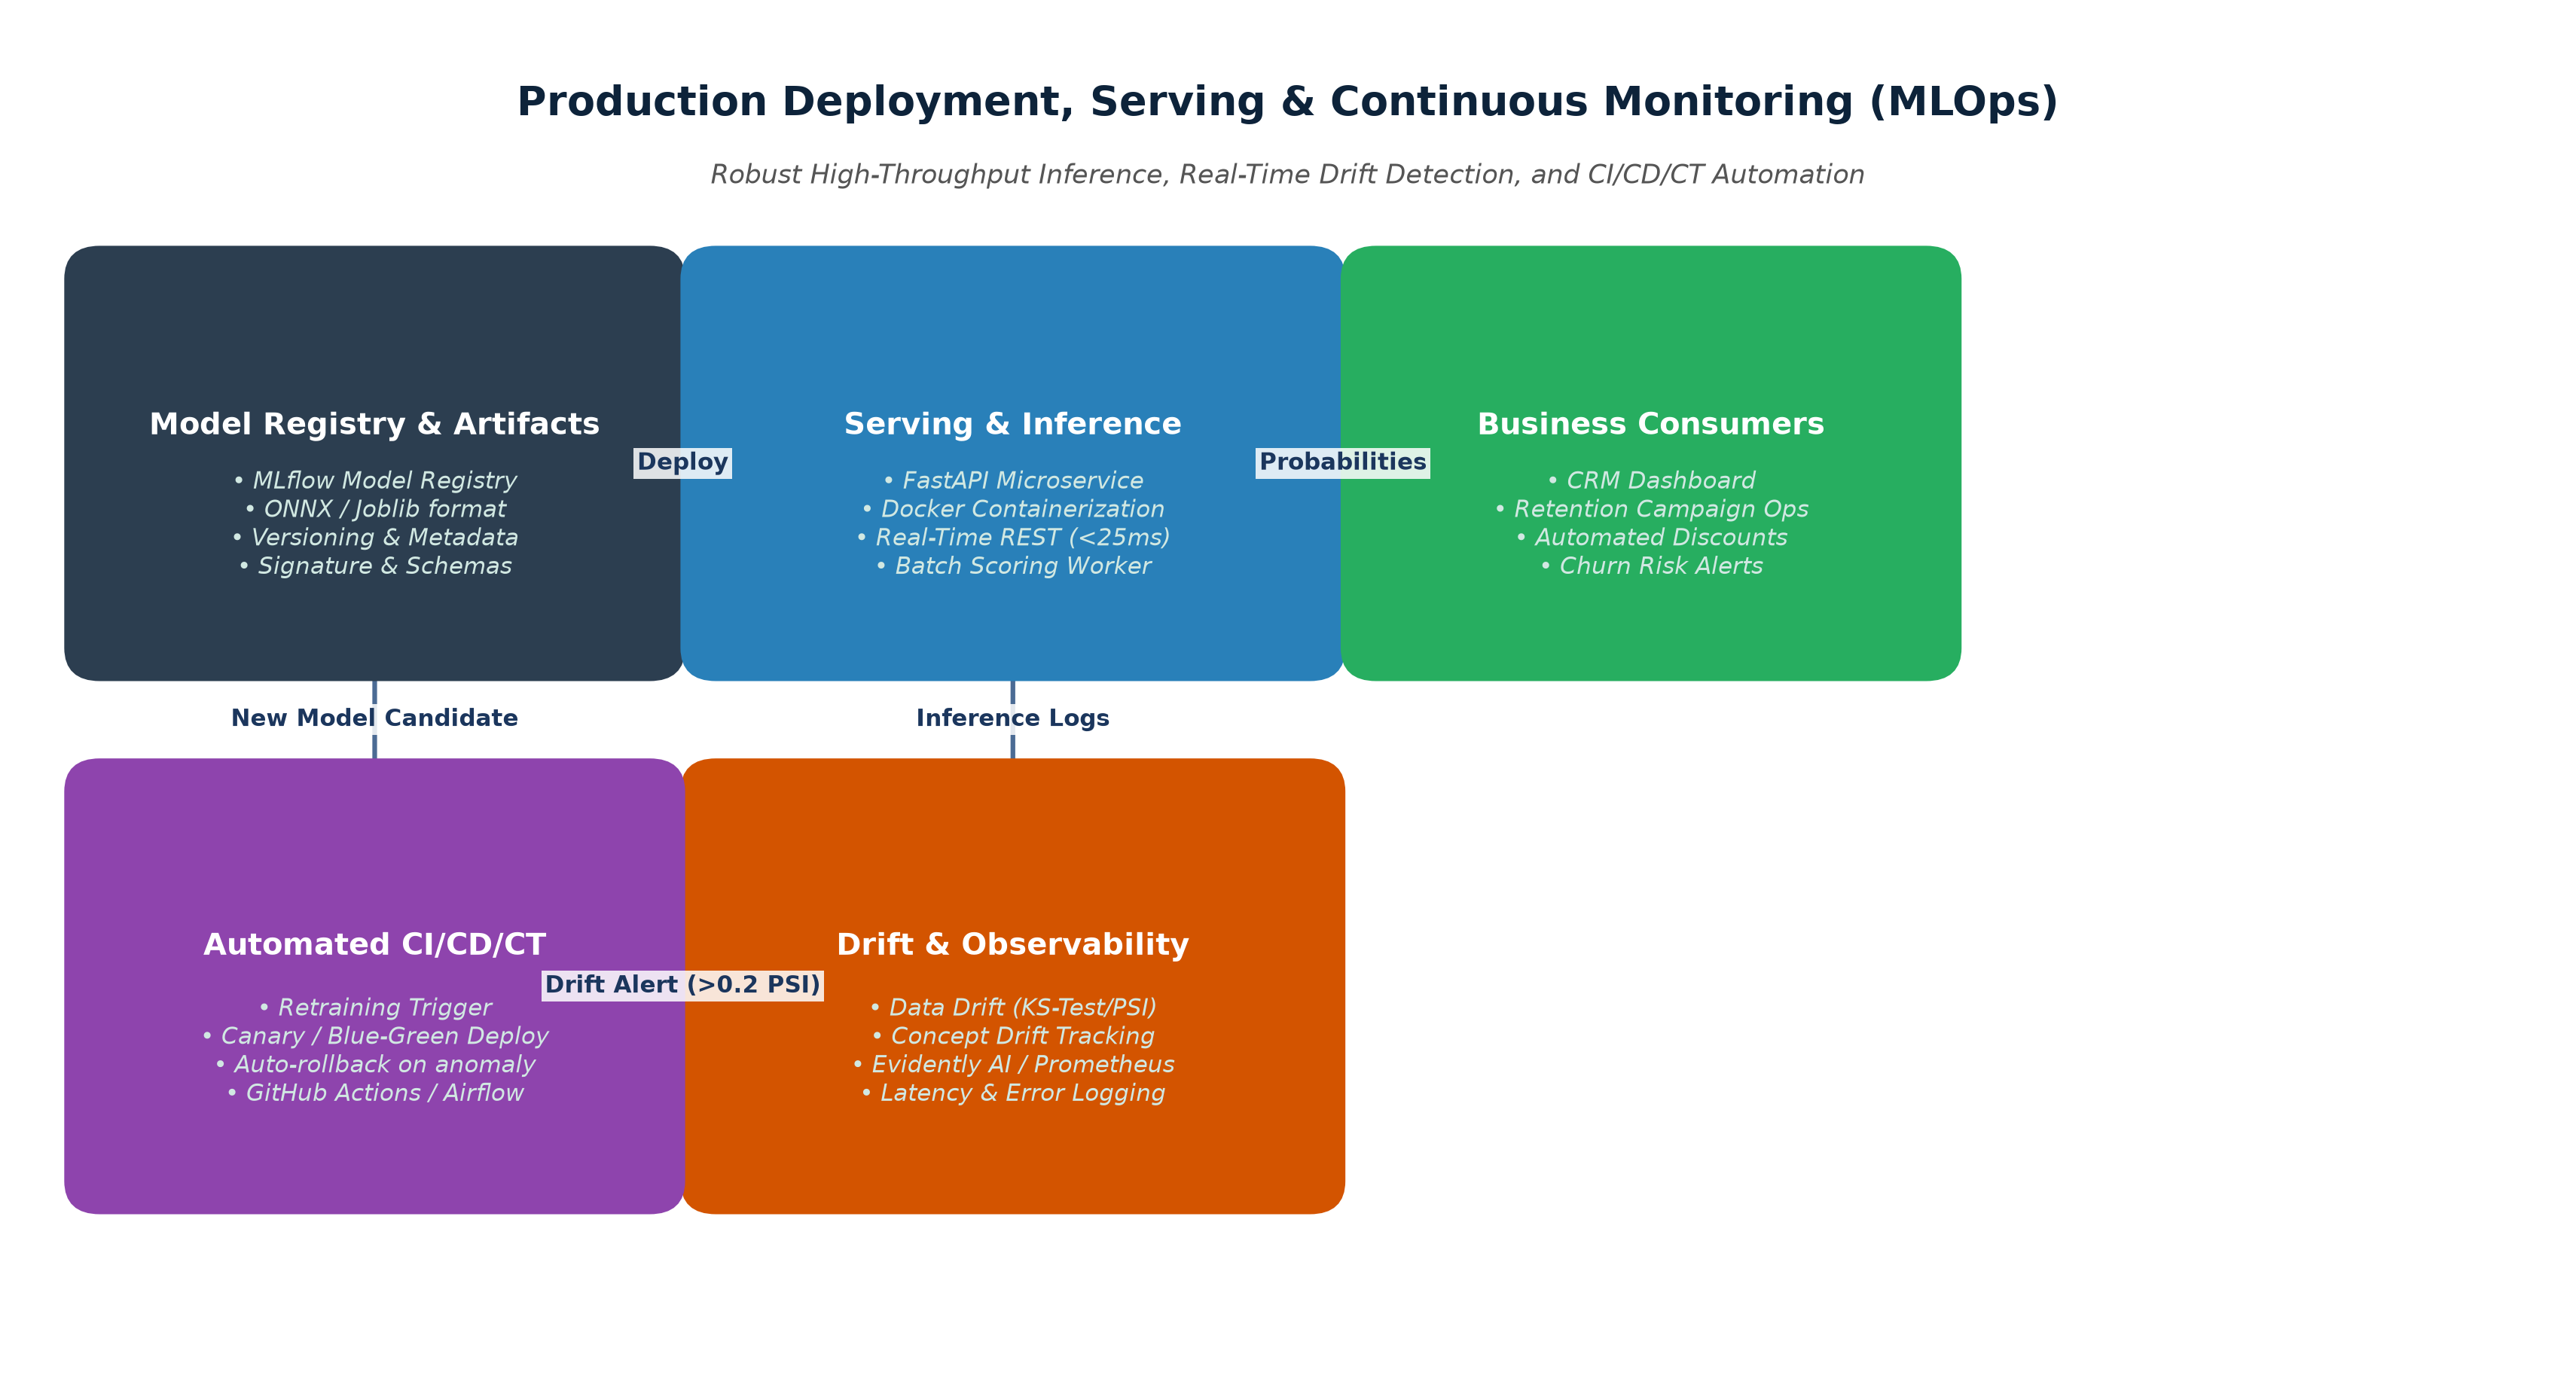 Production Deployment, Serving & Continuous Monitoring (MLOps)
Robust High-Throughput Inference, Real-Time Drift Detection, and CI/CD/CT Automation
Model Registry & Artifacts
• MLflow Model Registry
• ONNX / Joblib format
• Versioning & Metadata
• Signature & Schemas
Deploy
Serving & Inference
• FastAPI Microservice
• Docker Containerization
• Real-Time REST (<25ms)
• Batch Scoring Worker
Probabilities
Business Consumers
• CRM Dashboard
• Retention Campaign Ops
• Automated Discounts
• Churn Risk Alerts
New Model Candidate
Inference Logs
Automated CI/CD/CT
• Retraining Trigger
• Canary / Blue-Green Deploy
• Auto-rollback on anomaly
• GitHub Actions / Airflow
Drift Alert (>0.2 PSI)
Drift & Observability
• Data Drift (KS-Test/PSI)
• Concept Drift Tracking
• Evidently AI / Prometheus
• Latency & Error Logging